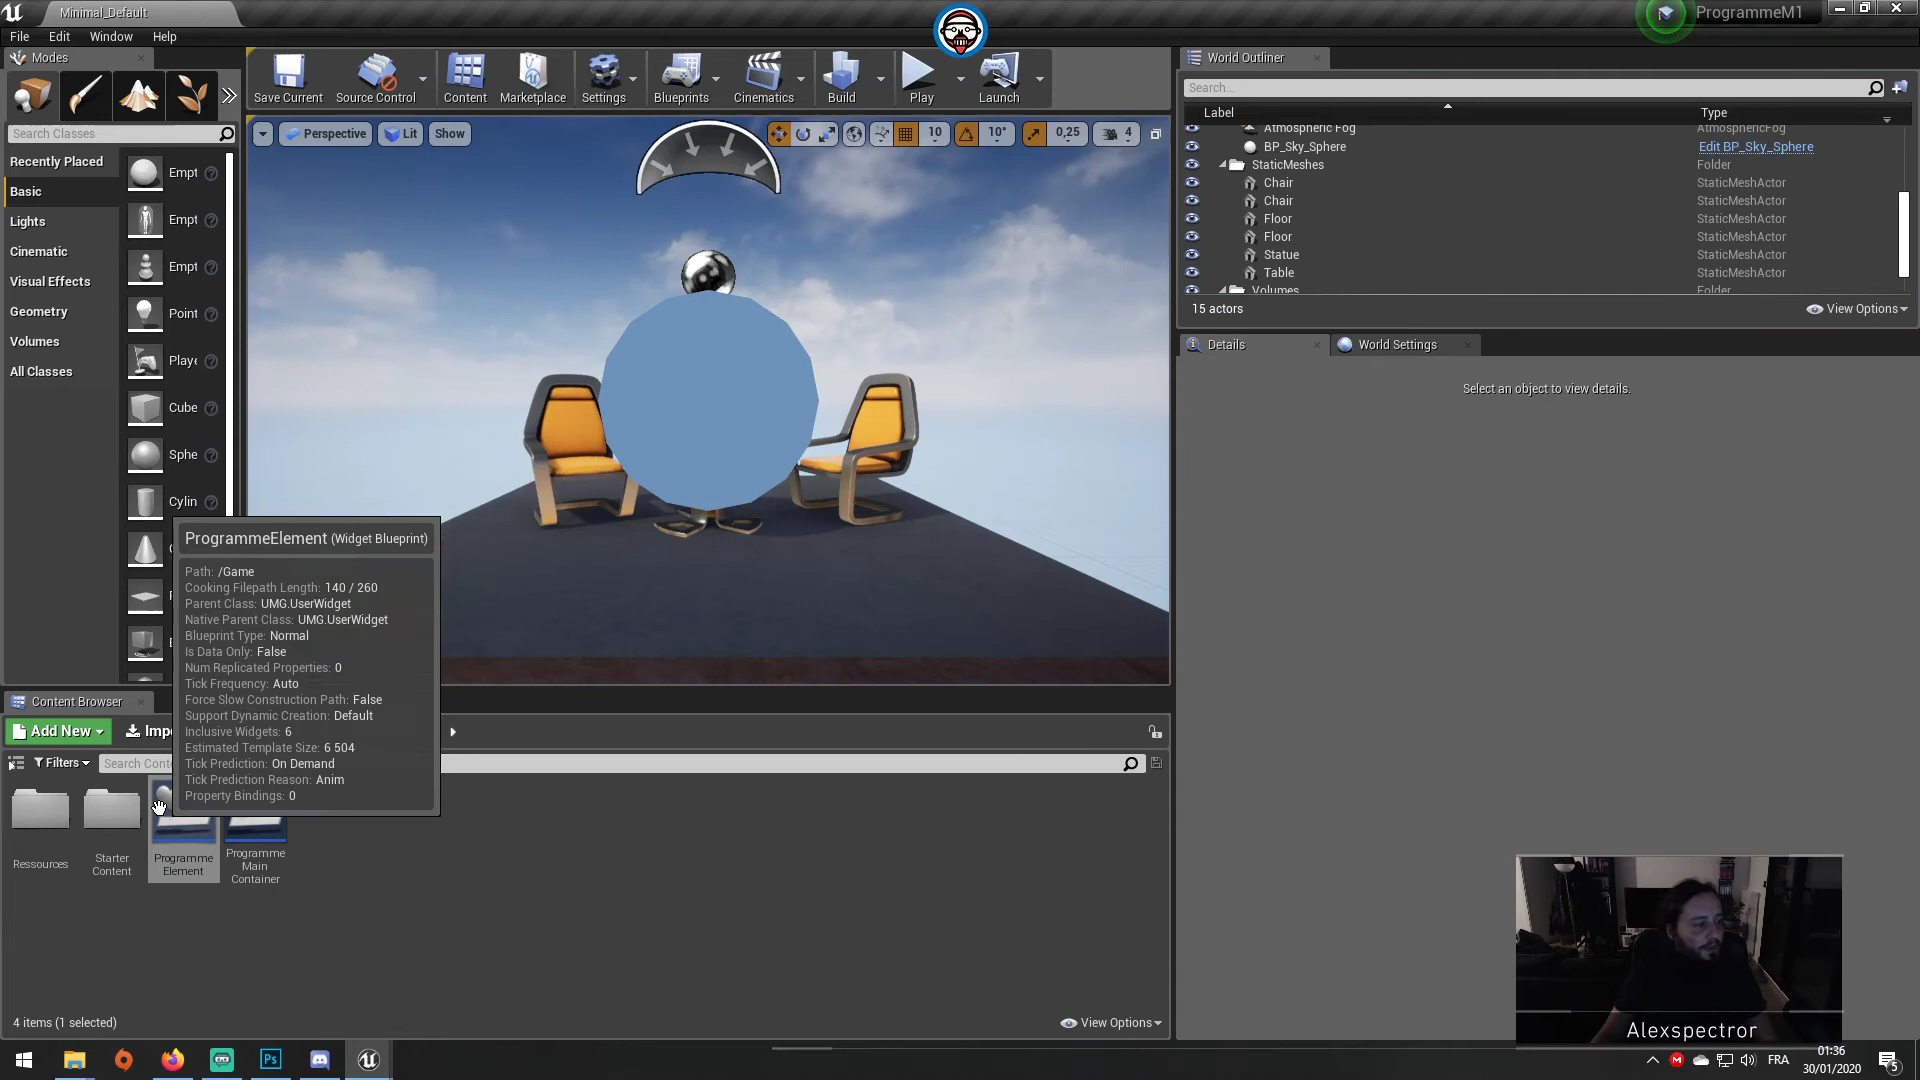 Minimal_Default
ProgrammeM1
File Edit Window Help
Modes
Search Classes
Recently Placed
Basic
Lights
Cinematic
Visual Effects
Geometry
Volumes
All Classes
Empt
Empt
Empt
Point
Playe
Cube
Sphe
Cylin
Save Current
Source Control
Content
Marketplace
Settings
Blueprints
Cinematics
Build
Play
Launch
Perspective
Lit
Show
10
10°
0,25
4
World Outliner
Search...
Label
Type
Atmospheric Fog AtmosphericFog
BP_Sky_Sphere Edit BP_Sky_Sphere
StaticMeshes Folder
Chair StaticMeshActor
Chair StaticMeshActor
Floor StaticMeshActor
Floor StaticMeshActor
Statue StaticMeshActor
Table StaticMeshActor
Volumes Folder
15 actors
View Options
Details
World Settings
Select an object to view details.
ProgrammeElement (Widget Blueprint)
Path: /Game
Cooking Filepath Length: 140 / 260
Parent Class: UMG.UserWidget
Native Parent Class: UMG.UserWidget
Blueprint Type: Normal
Is Data Only: False
Num Replicated Properties: 0
Tick Frequency: Auto
Force Slow Construction Path: False
Support Dynamic Creation: Default
Inclusive Widgets: 6
Estimated Template Size: 6 504
Tick Prediction: On Demand
Tick Prediction Reason: Anim
Property Bindings: 0
Content Browser
Add New
Impo
Filters
Search Conte
Ressources
Starter
Content
Programme
Element
Programme
Main
Container
4 items (1 selected)
View Options
Alexspectror
Ps
FRA
01:36
30/01/2020
5